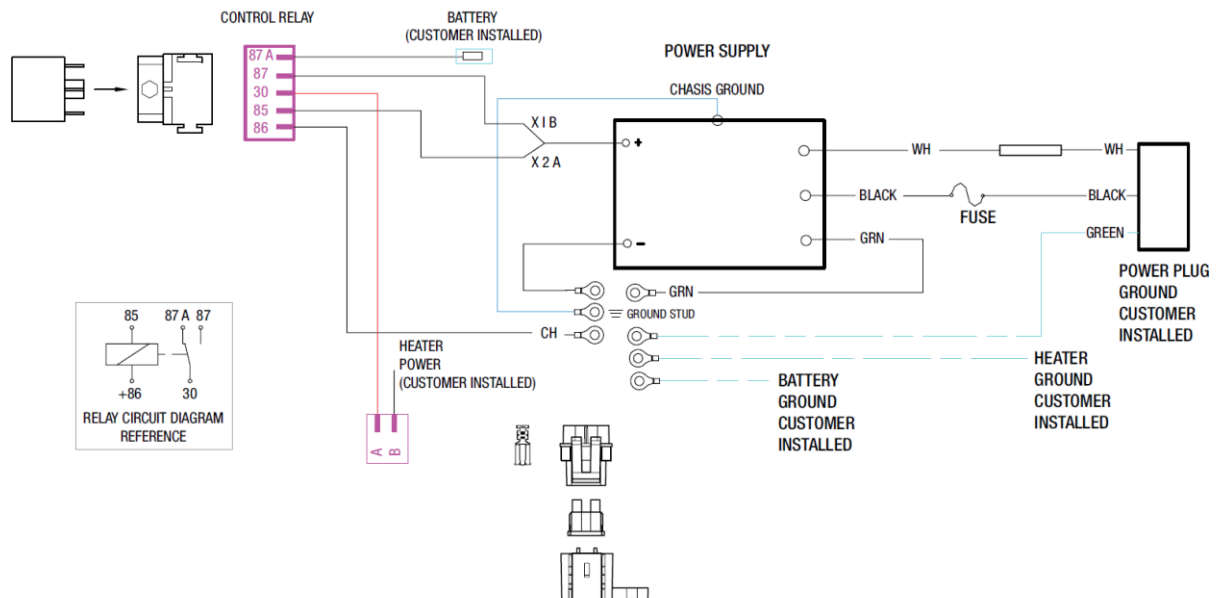 CONTROL RELAY
BATTERY
(CUSTOMER INSTALLED)
87 A
87
30
85
86
POWER SUPPLY
CHASIS GROUND
X 1 B
X 2 A
+
-
WH
WH
BLACK
FUSE
BLACK
GRN
GREEN
POWER PLUG
GROUND
CUSTOMER
INSTALLED
GRN
GROUND STUD
CH
85 87 A 87
+86 30
RELAY CIRCUIT DIAGRAM
REFERENCE
HEATER
POWER
(CUSTOMER INSTALLED)
A
B
BATTERY
GROUND
CUSTOMER
INSTALLED
HEATER
GROUND
CUSTOMER
INSTALLED